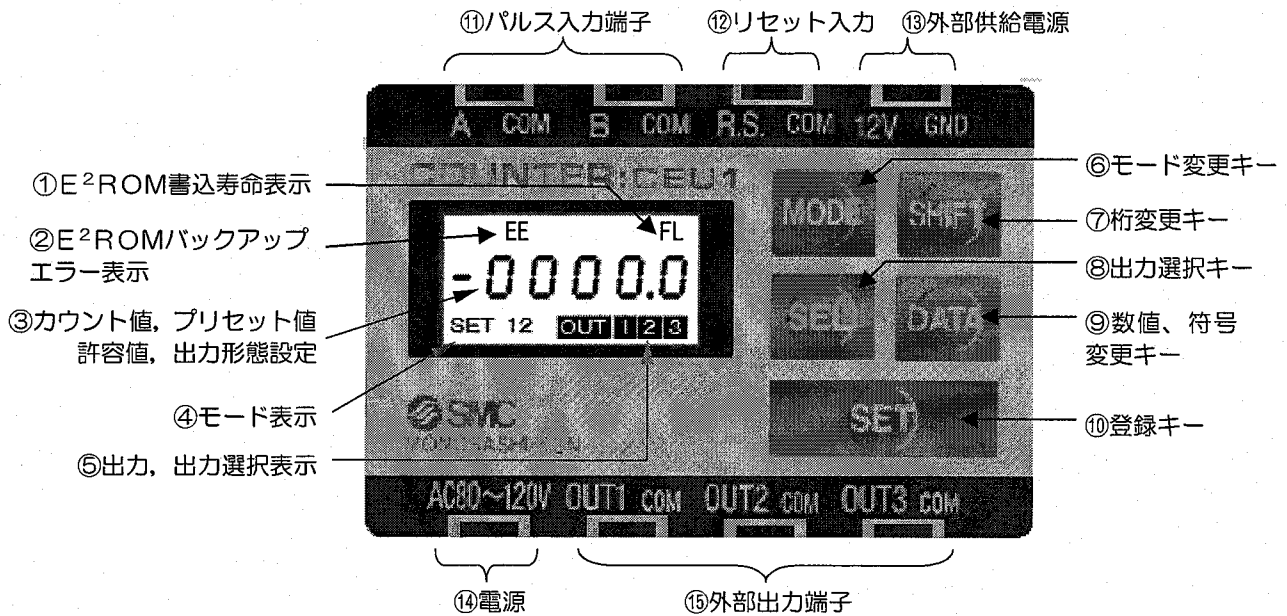 ⑪パルス入力端子 ⑫リセット入力 ⑬外部供給電源
A COM B COM R.S. COM 12V GND
COUNTER:CEU1
①E²ROM書込寿命表示
②E²ROMバックアップ
エラー表示
③カウント値，プリセット値
許容値，出力形態設定
④モード表示
⑤出力，出力選択表示
EE FL
-0000.0
SET 12 OUT 1 2 3
SMC
MODE SHIFT
SEL DATA
SET
⑥モード変更キー
⑦桁変更キー
⑧出力選択キー
⑨数値、符号
変更キー
⑩登録キー
AC80～120V OUT1 COM OUT2 COM OUT3 COM
⑭電源 ⑮外部出力端子